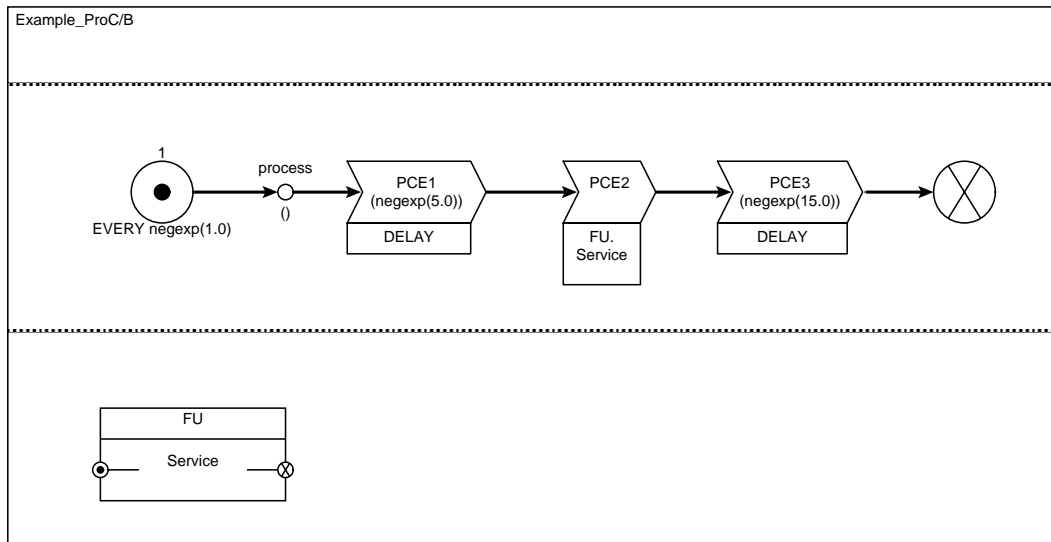 Example_ProC/B
1
EVERY negexp(1.0)
process
()
PCE1
(negexp(5.0))
DELAY
PCE2
FU.
Service
PCE3
(negexp(15.0))
DELAY
FU
Service